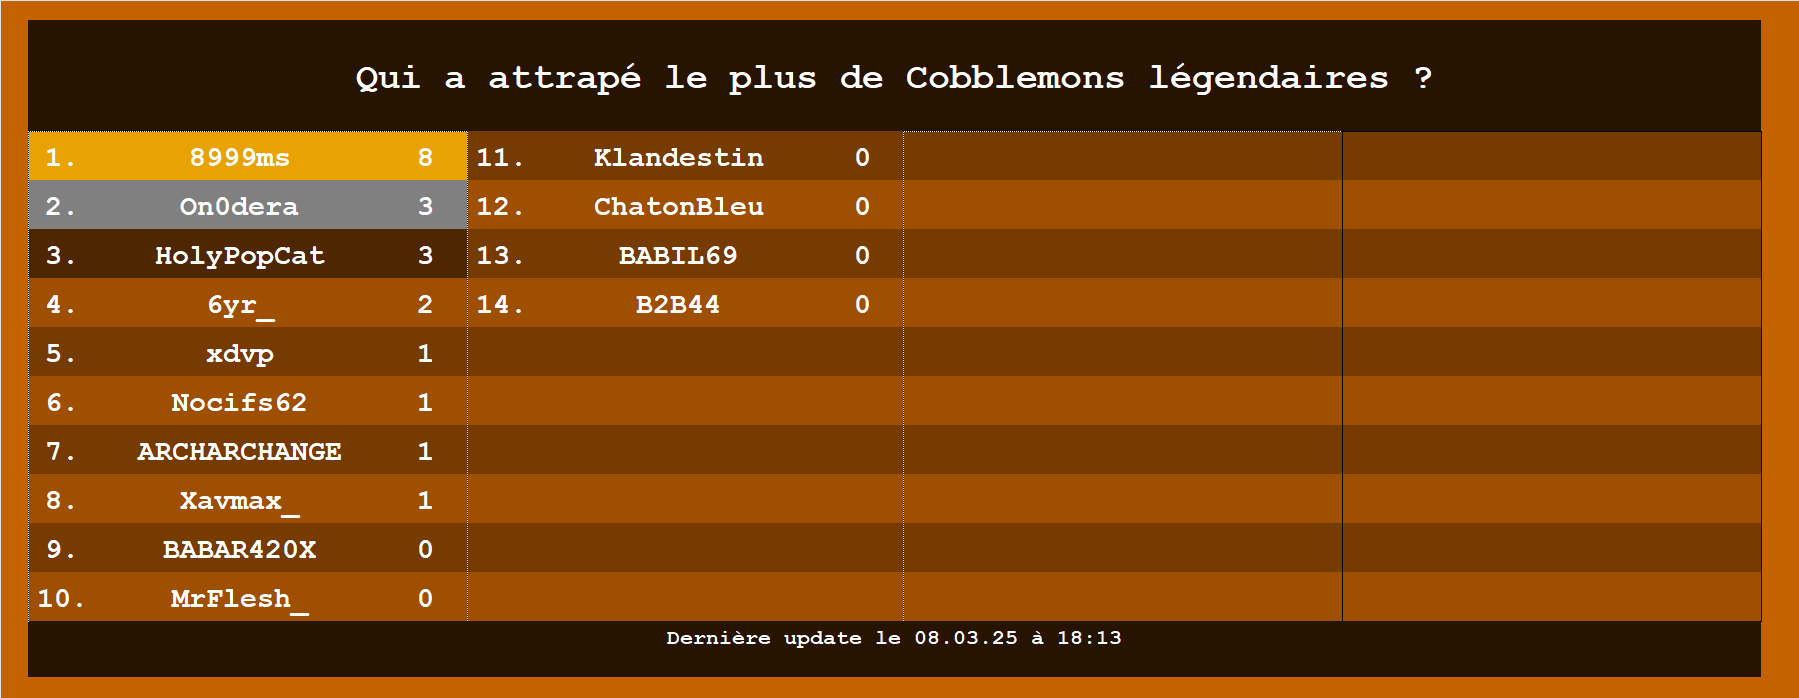 Qui a attrapé le plus de Cobblemons légendaires ?
1. 8999ms 8
2. On0dera 3
3. HolyPopCat 3
4. 6yr_ 2
5. xdvp 1
6. Nocifs62 1
7. ARCHARCHANGE 1
8. Xavmax_ 1
9. BABAR420X 0
10. MrFlesh_ 0
11. Klandestin 0
12. ChatonBleu 0
13. BABIL69 0
14. B2B44 0
Dernière update le 08.03.25 à 18:13